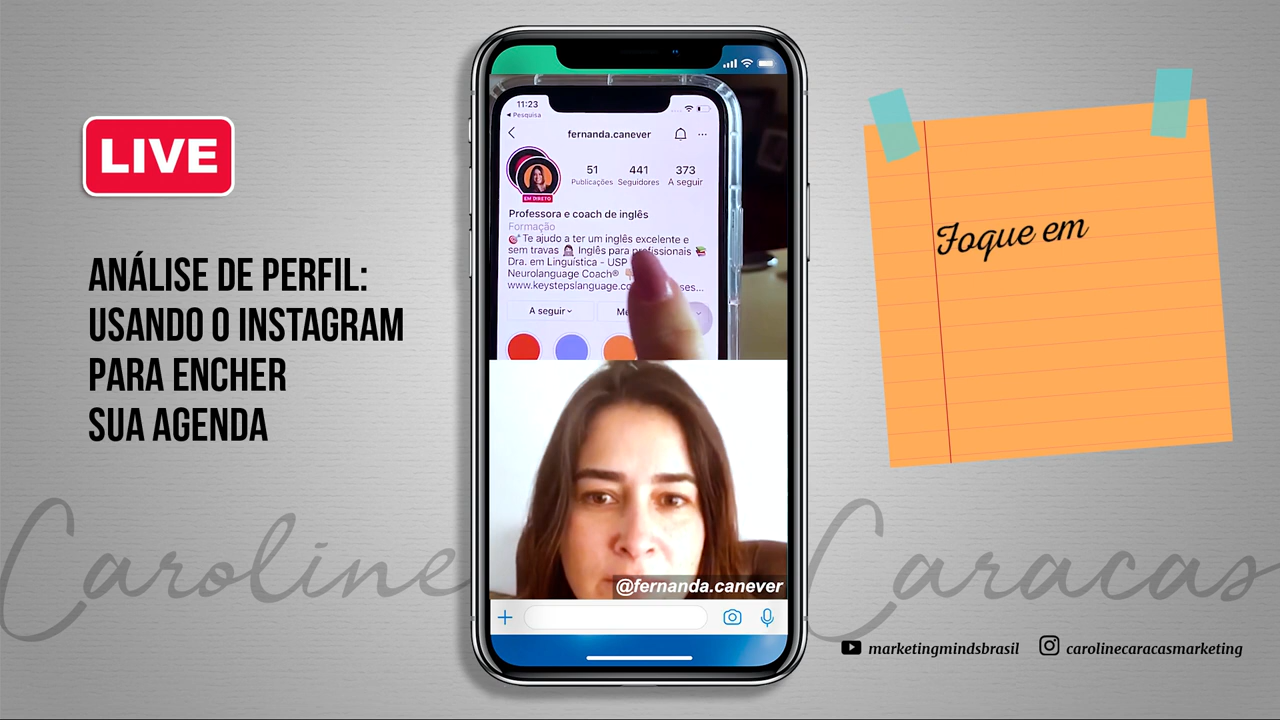 LIVE
ANÁLISE DE PERFIL:
USANDO O INSTAGRAM
PARA ENCHER
SUA AGENDA
11:23
Pesquisa
fernanda.canever
51
441
373
Publicações
Seguidores
A seguir
EM DIRETO
Professora e coach de inglês
Formação
Te ajudo a ter um inglês excelente e
sem travas Inglês para profissionais
Dra. em Linguística - USP
Neurolanguage Coach®
www.keystepslanguage.co
A seguir
@fernanda.canever
Foque em
Caroline Caracas
marketingmindsbrasil
carolinecaracasmarketing